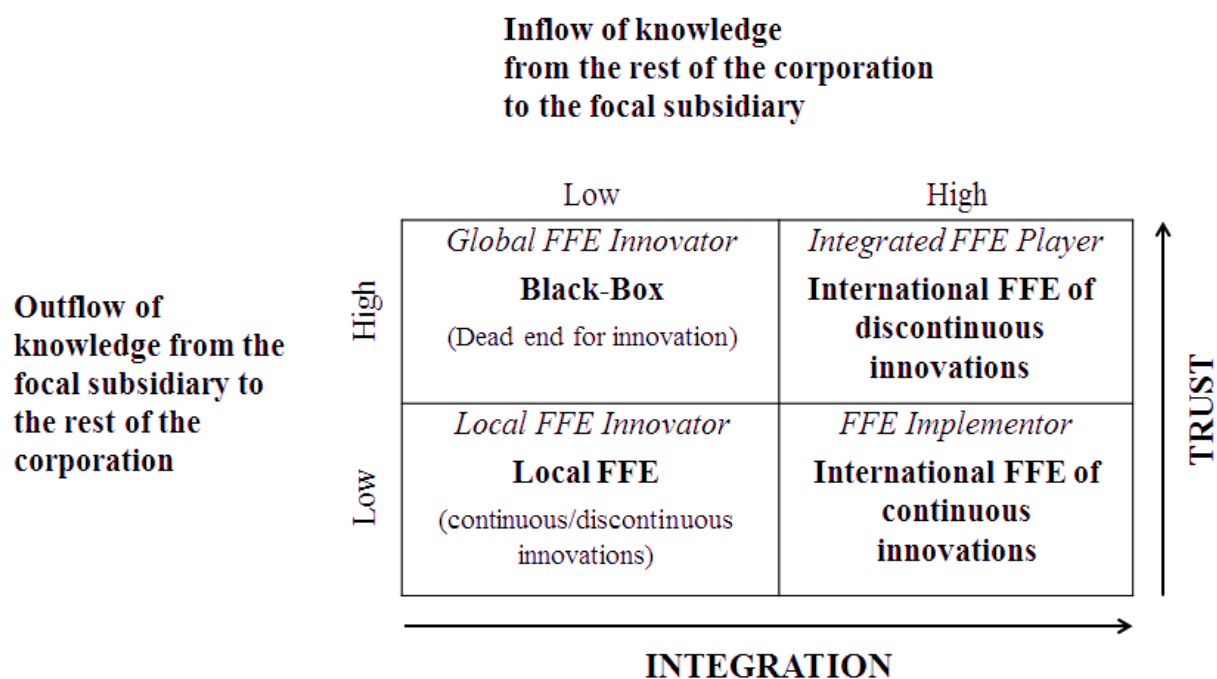 Inflow of knowledge
from the rest of the corporation
to the focal subsidiary
Low
High
Global FFE Innovator
Black-Box
(Dead end for innovation)
Integrated FFE Player
International FFE of
discontinuous
innovations
High
Outflow of
knowledge from the
focal subsidiary to
the rest of the
corporation
Low
Local FFE Innovator
Local FFE
(continuous/discontinuous
innovations)
FFE Implementor
International FFE of
continuous
innovations
TRUST
INTEGRATION